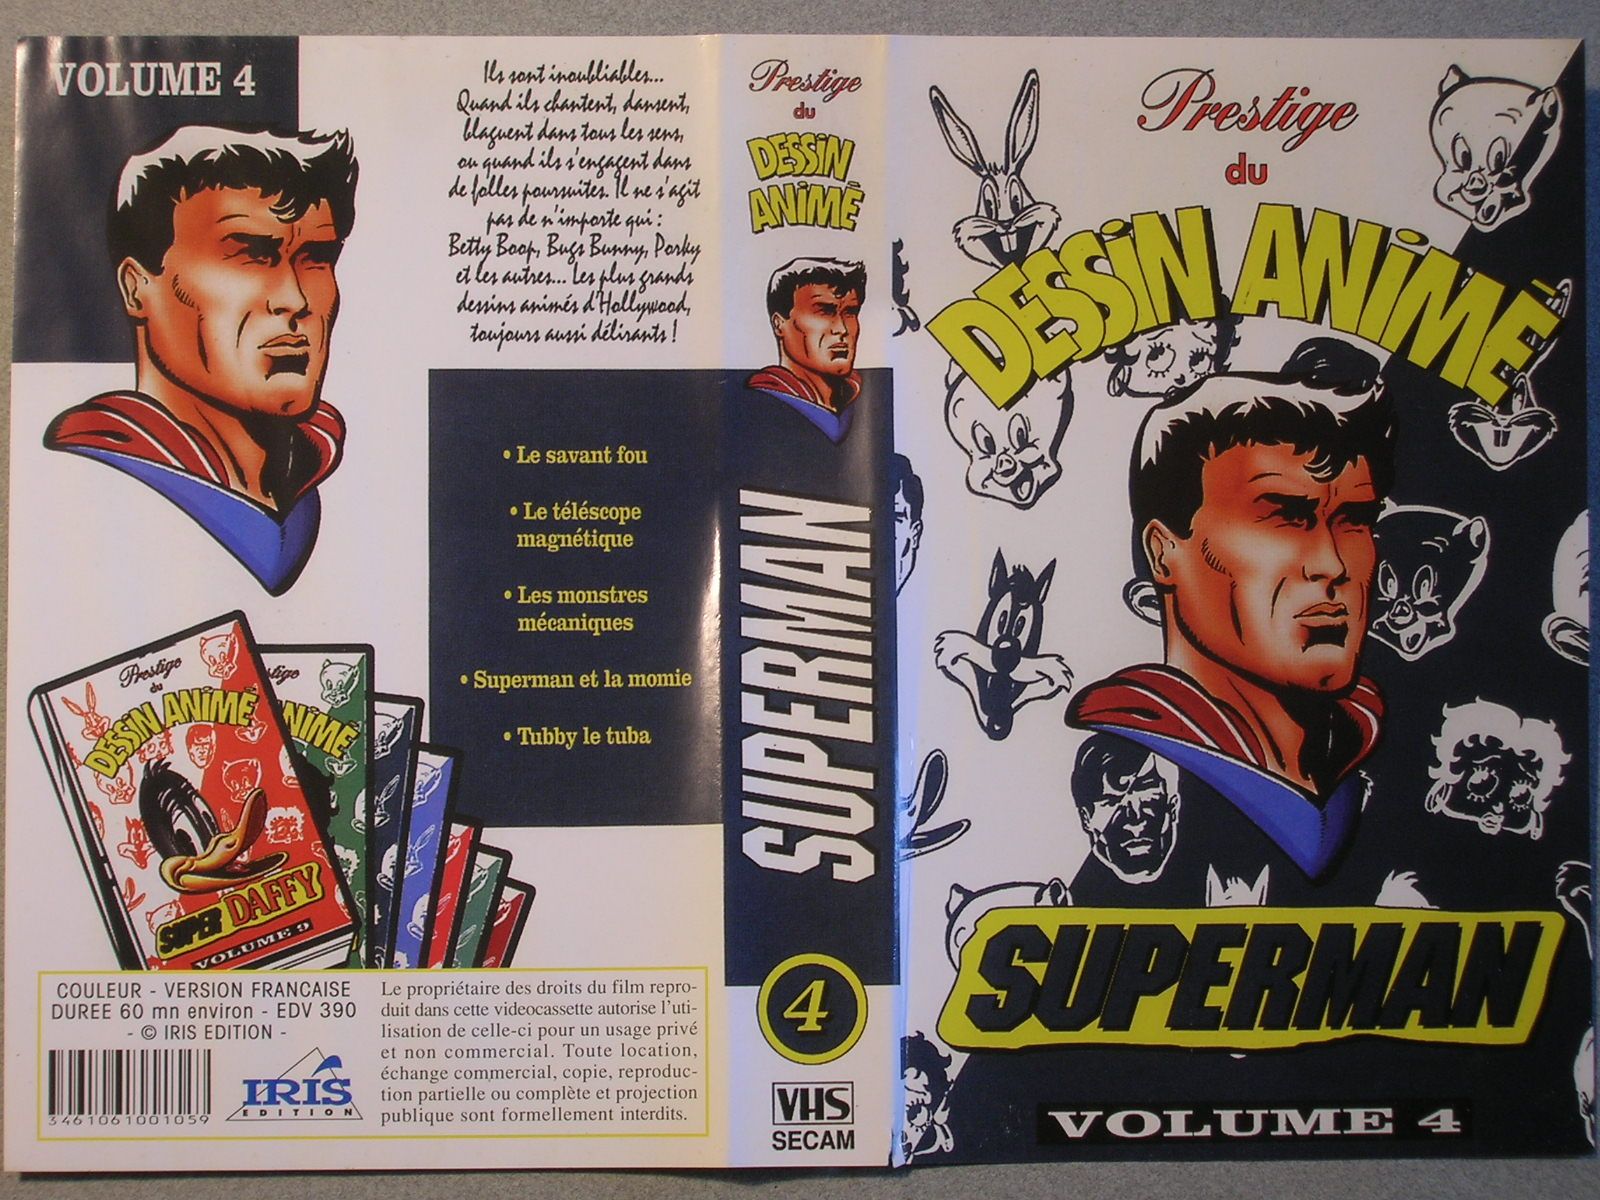 VOLUME 4
Ils sont inoubliables...
Quand ils chantent, dansent,
blaguent dans tous les sens,
ou quand ils s'engagent dans
de folles poursuites. Il ne s'agit
pas de n'importe qui :
Betty Boop, Bugs Bunny, Porky
et les autres... Les plus grands
dessins animés d'Hollywood,
toujours aussi délirants !
• Le savant fou
• Le téléscope
magnétique
• Les monstres
mécaniques
• Superman et la momie
• Tubby le tuba
Prestige
du
DESSIN ANIMÉ
SUPER DAFFY
VOLUME 9
COULEUR - VERSION FRANCAISE
DUREE 60 mn environ - EDV 390
- © IRIS EDITION -
3461061001059
IRIS
EDITION
Le propriétaire des droits du film repro-
duit dans cette videocassette autorise l'uti-
lisation de celle-ci pour un usage privé
et non commercial. Toute location,
échange commercial, copie, reproduc-
tion partielle ou complète et projection
publique sont formellement interdits.
Prestige
du
DESSIN
ANIMÉ
SUPERMAN
4
VHS
SECAM
Prestige
du
DESSIN ANIMÉ
SUPERMAN
VOLUME 4